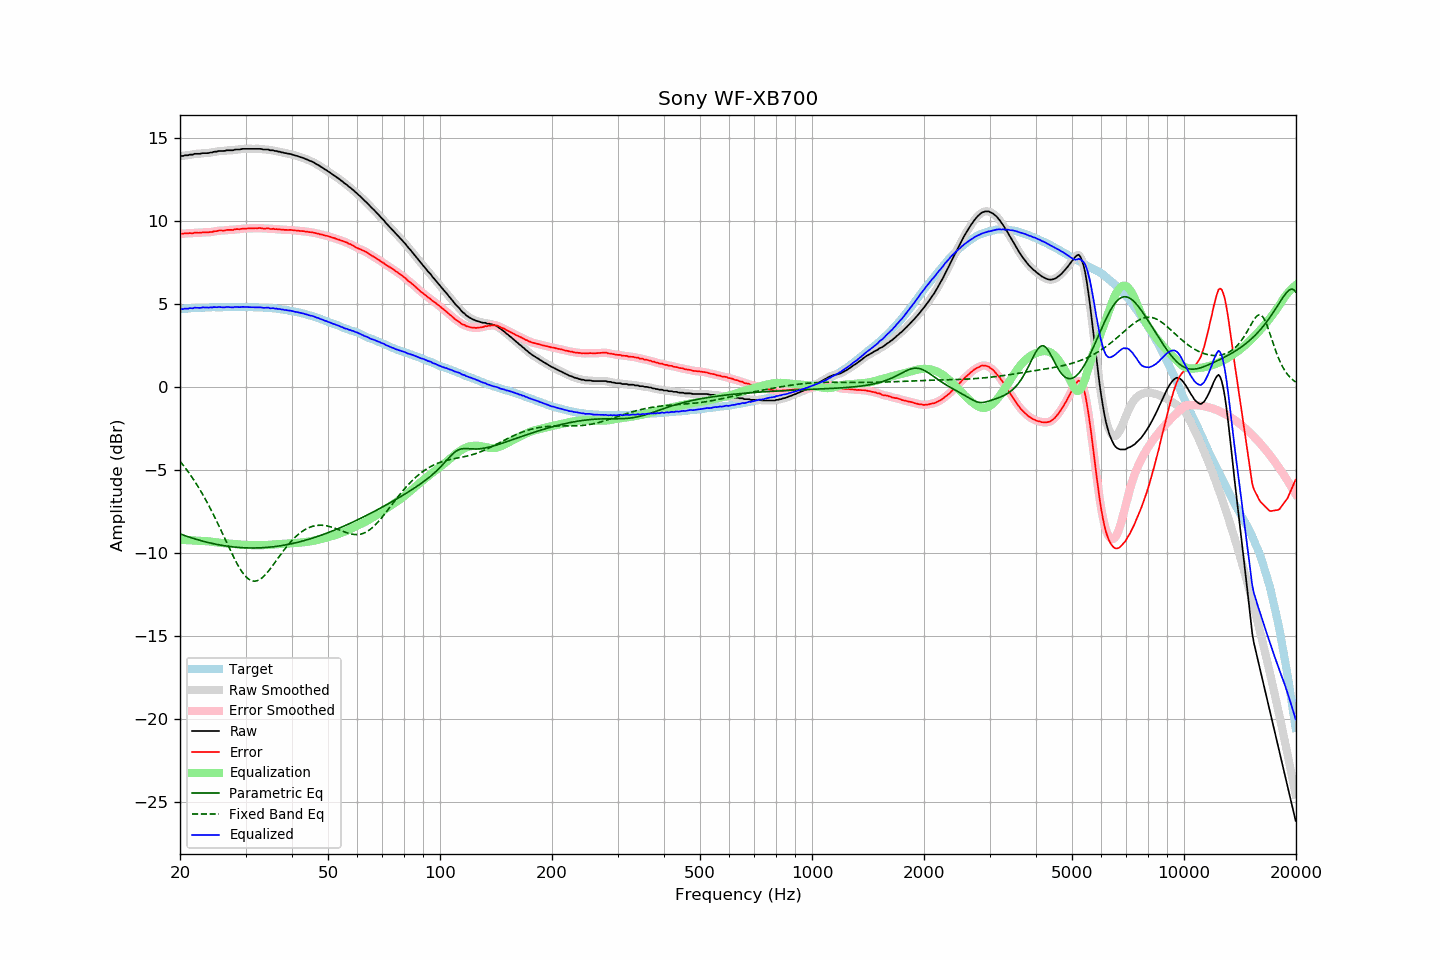 Sony WF-XB700
Amplitude (dBr)
15
10
5
0
−5
−10
−15
−20
−25
Target
Raw Smoothed
Error Smoothed
Raw
Error
Equalization
Parametric Eq
Fixed Band Eq
Equalized
20 50 100 200 500 1000 2000 5000 10000 20000
Frequency (Hz)